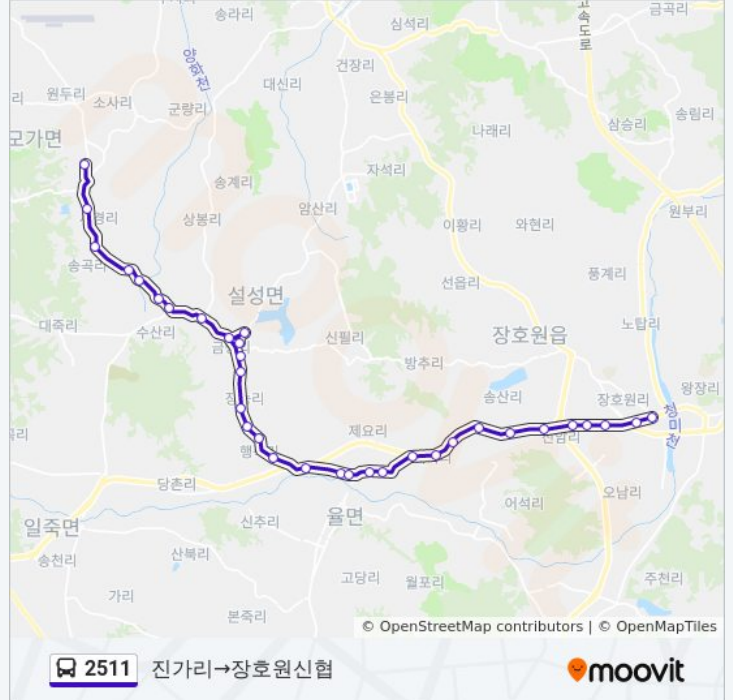 송라리
심석리
고속도로
금곡리
양화천
건장리
대신리
은봉리
리
원두리
소사리
군량리
송림리
삼승리
모가면
나래리
자석리
송계리
암산리
상봉리
이황리
와현리
원부리
송곡리
풍계리
선읍리
설성면
대죽리
수산리
신필리
장호원읍
노탑리
방추리
왕장리
송산리
장호원리
청미천
제요리
당촌리
어석리
오남리
일죽면
신추리
율면
산북리
송천리
고당리
월포리
주천리
가리
본죽리
© OpenStreetMap contributors | © OpenMapTiles
2511 진가리→장호원신협
moovit